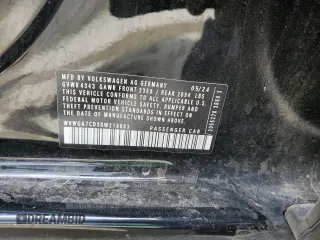 MFD BY VOLKSWAGEN AG GERMANY 05/24
GVWR 4343 GAWR FRONT 2359 / REAR 2094 LBS
THIS VEHICLE CONFORMS TO ALL APPLICABLE
FEDERAL MOTOR VEHICLE SAFETY, BUMPER AND
THEFT PREVENTION STANDARDS IN EFFECT ON THE
DATE OF MANUFACTURE SHOWN ABOVE.
PASSENGER CAR
DREAMBID